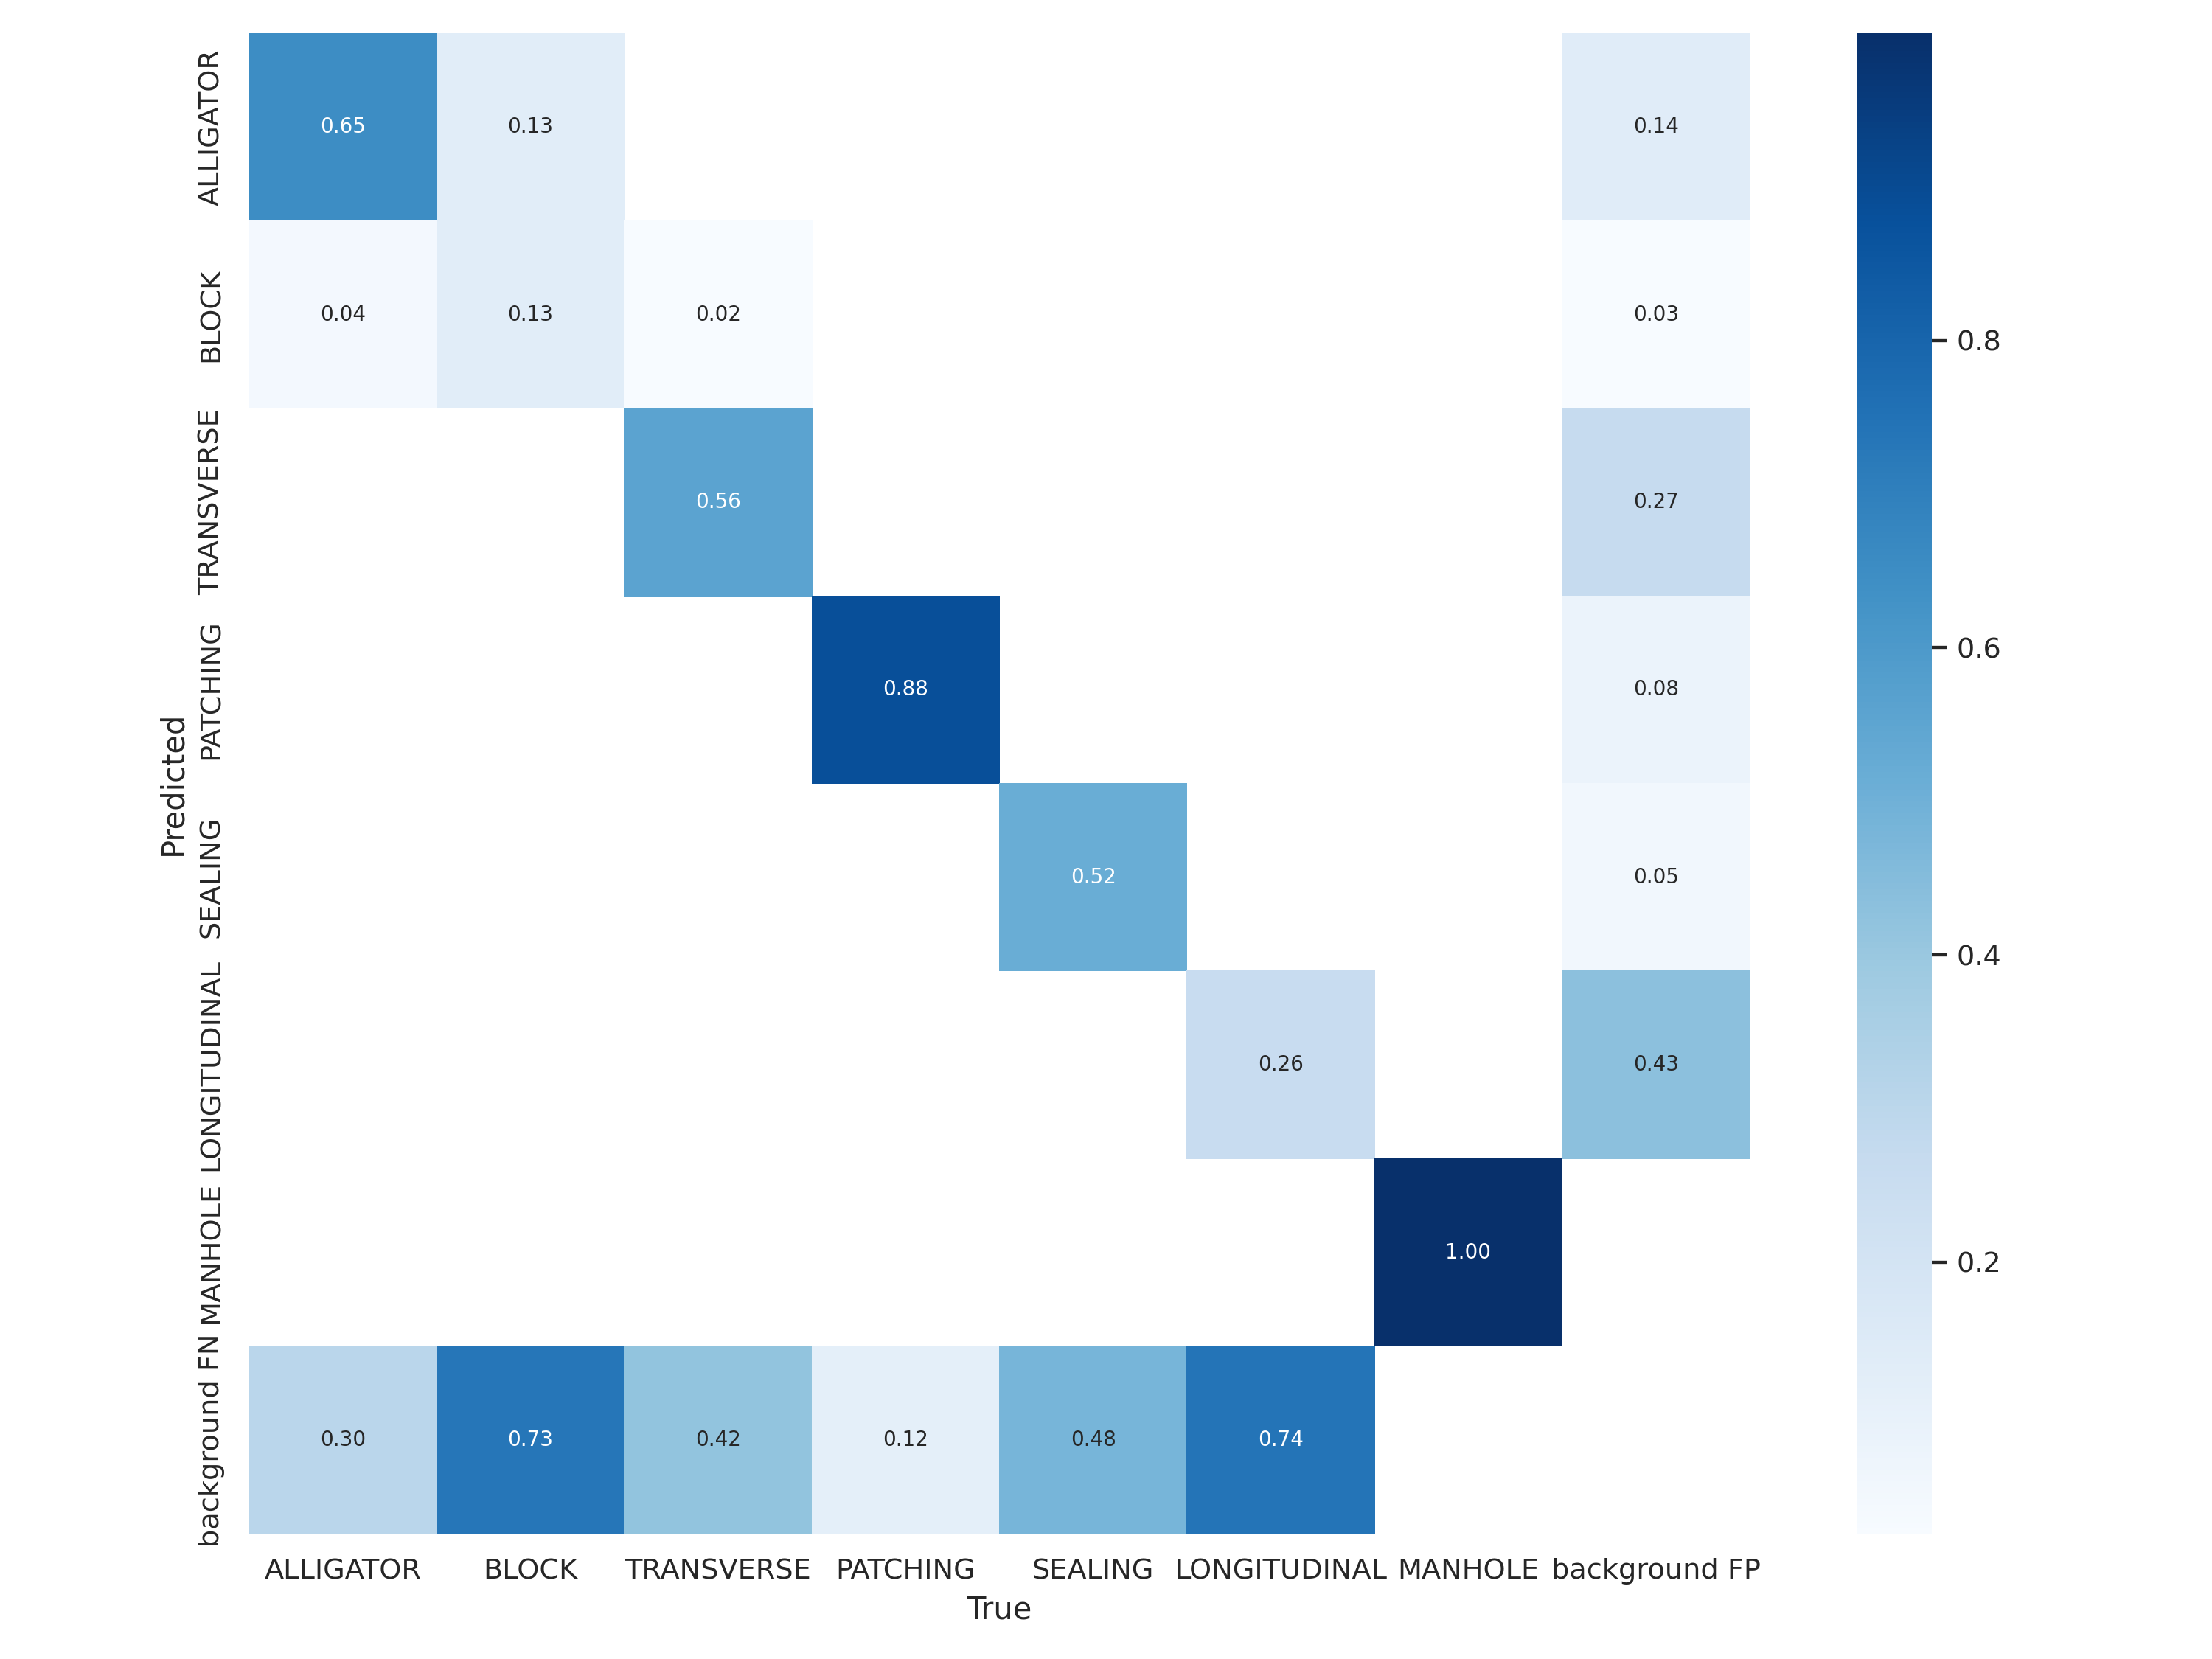 ALLIGATOR
0.65
0.13
0.14
BLOCK
0.04
0.13
0.02
0.03
TRANSVERSE
0.56
0.27
PATCHING
0.88
0.08
SEALING
0.52
0.05
LONGITUDINAL
0.26
0.43
MANHOLE
1.00
background FN
0.30
0.73
0.42
0.12
0.48
0.74
Predicted
ALLIGATOR BLOCK TRANSVERSE PATCHING SEALING LONGITUDINAL MANHOLE background FP
True
0.8
0.6
0.4
0.2